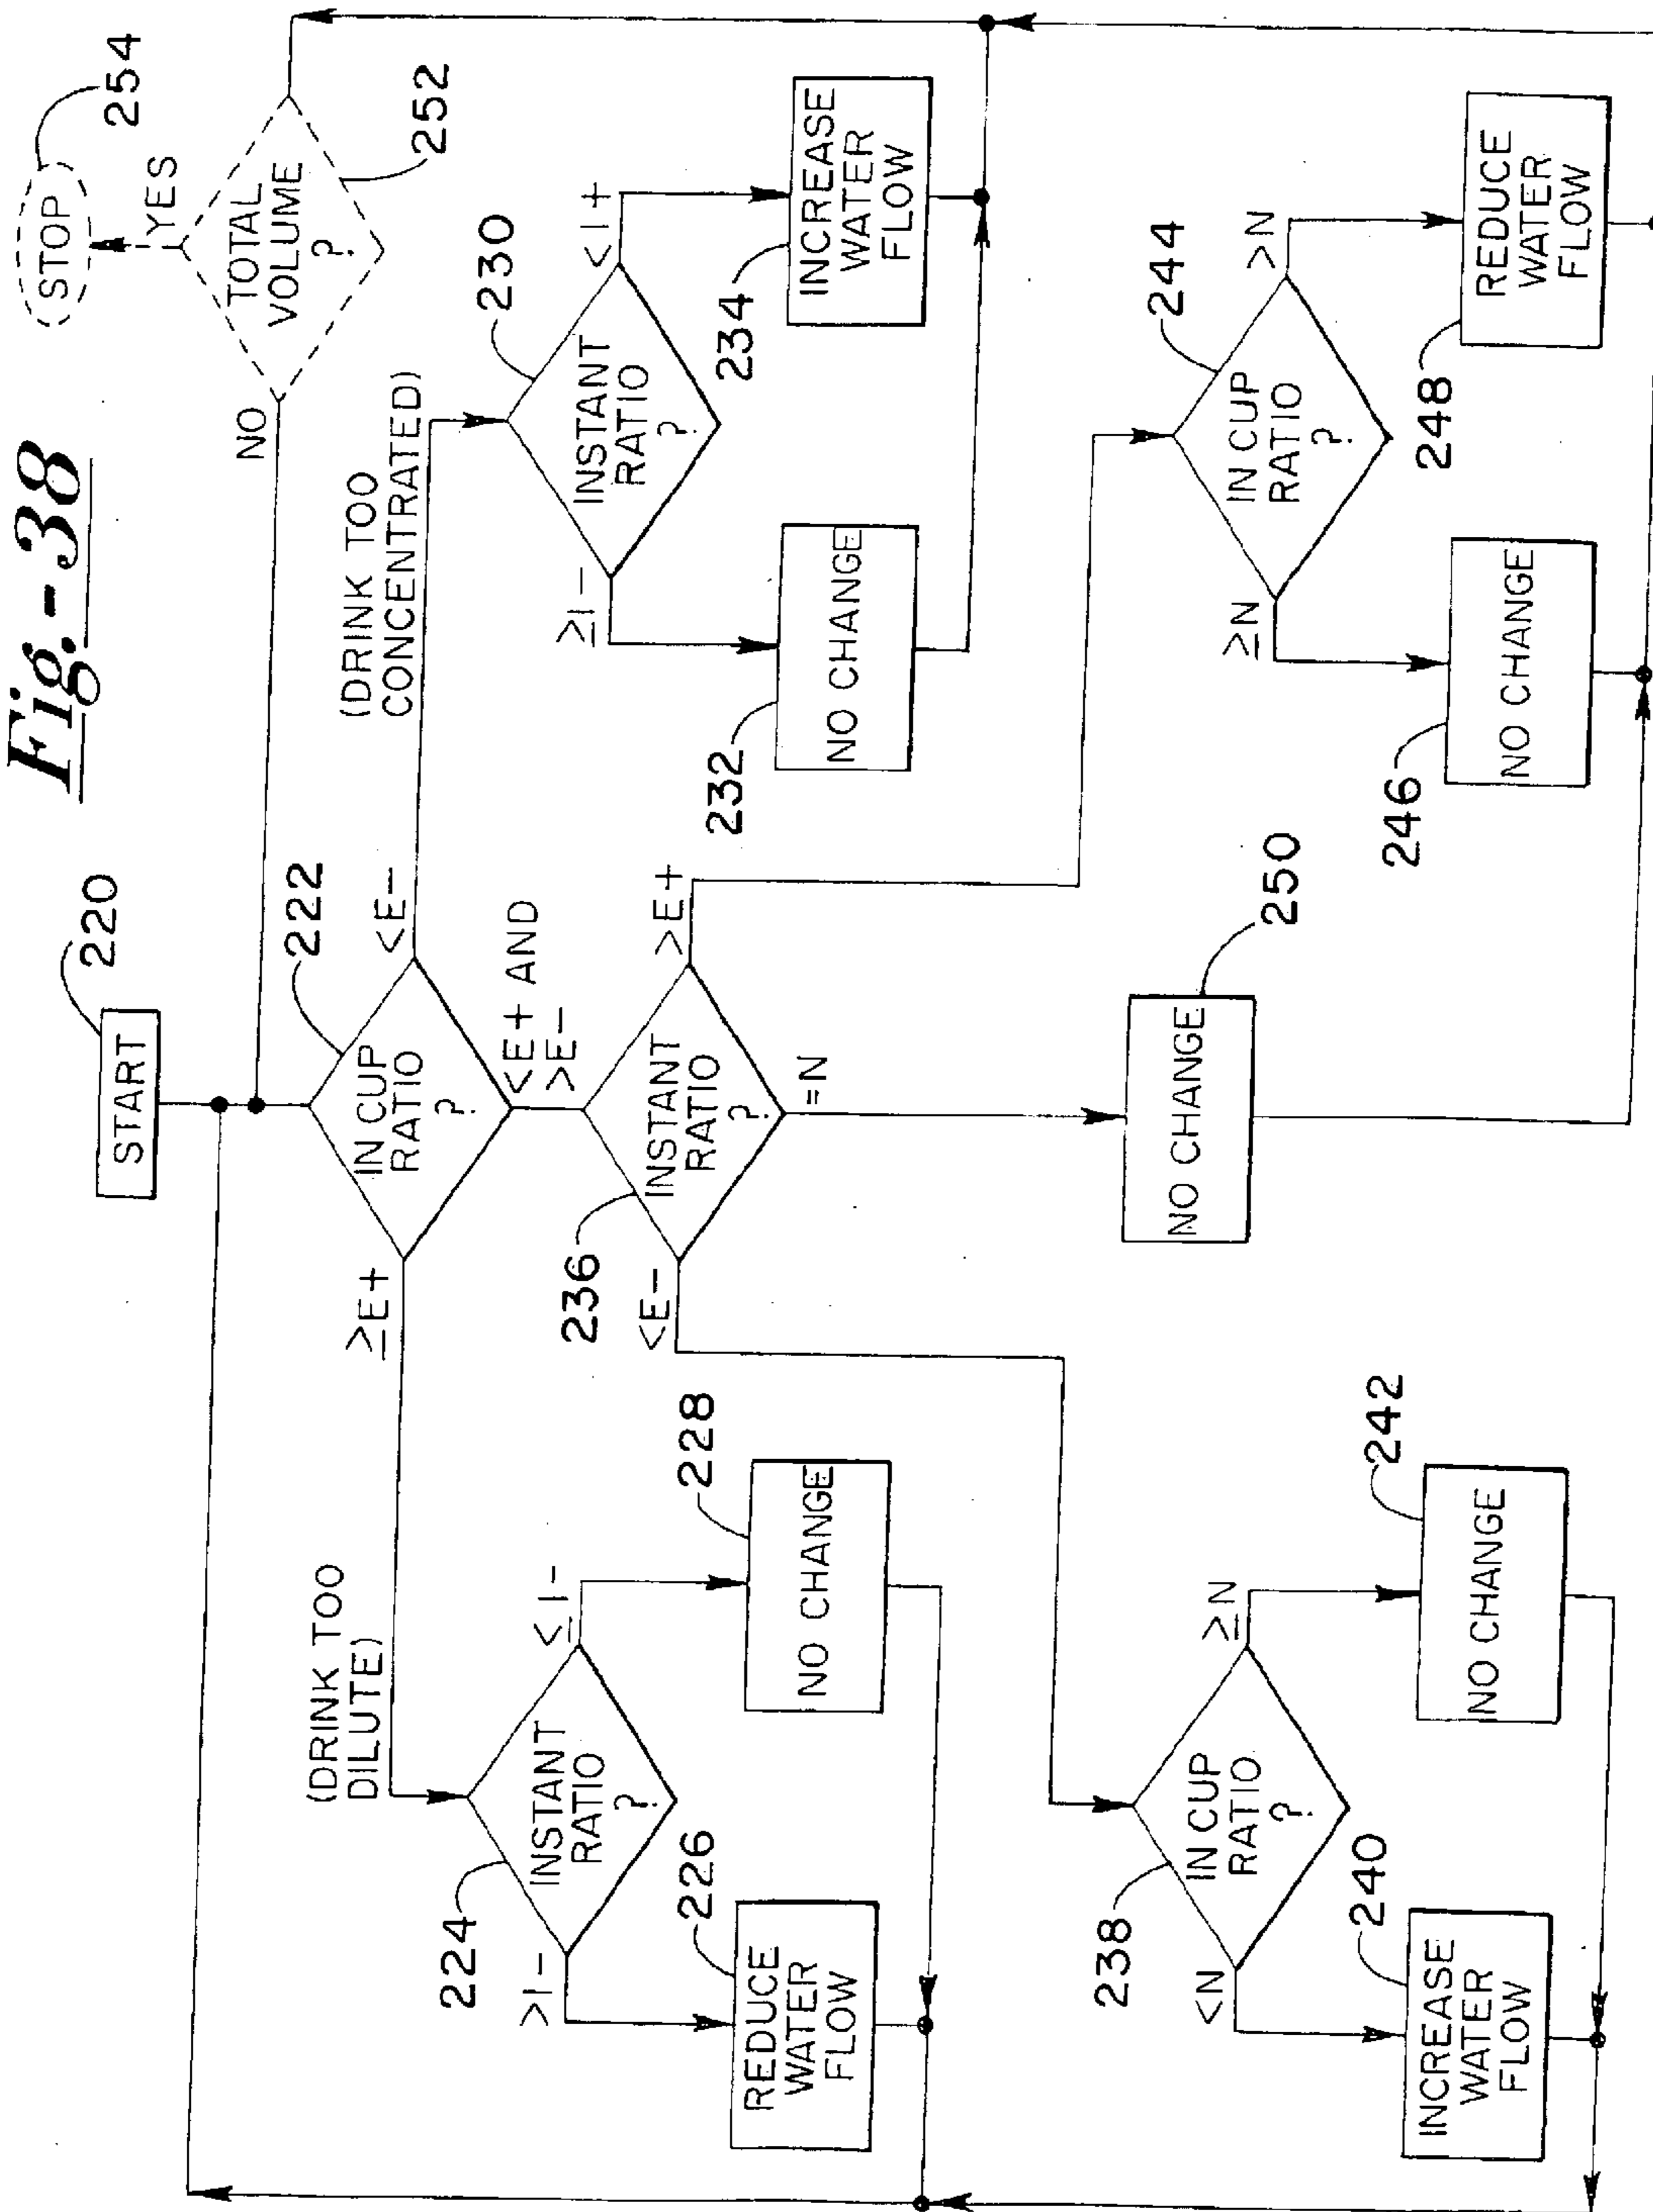 Fig.-38
START
220
STOP
254
YES
TOTAL
VOLUME
?
252
NO
IN CUP
RATIO
?
222
≥E+
<E-
(DRINK TOO
DILUTE)
(DRINK TOO
CONCENTRATED)
<E+ AND
>E-
INSTANT
RATIO
?
224
>I-
≤I-
REDUCE
WATER
FLOW
226
NO CHANGE
228
INSTANT
RATIO
?
230
≥I-
<I+
NO CHANGE
232
INCREASE
WATER
FLOW
234
INSTANT
RATIO
?
236
<E-
=N
>E+
IN CUP
RATIO
?
238
<N
≥N
INCREASE
WATER
FLOW
240
NO CHANGE
242
NO CHANGE
250
IN CUP
RATIO
?
244
≥N
>N
NO CHANGE
246
REDUCE
WATER
FLOW
248